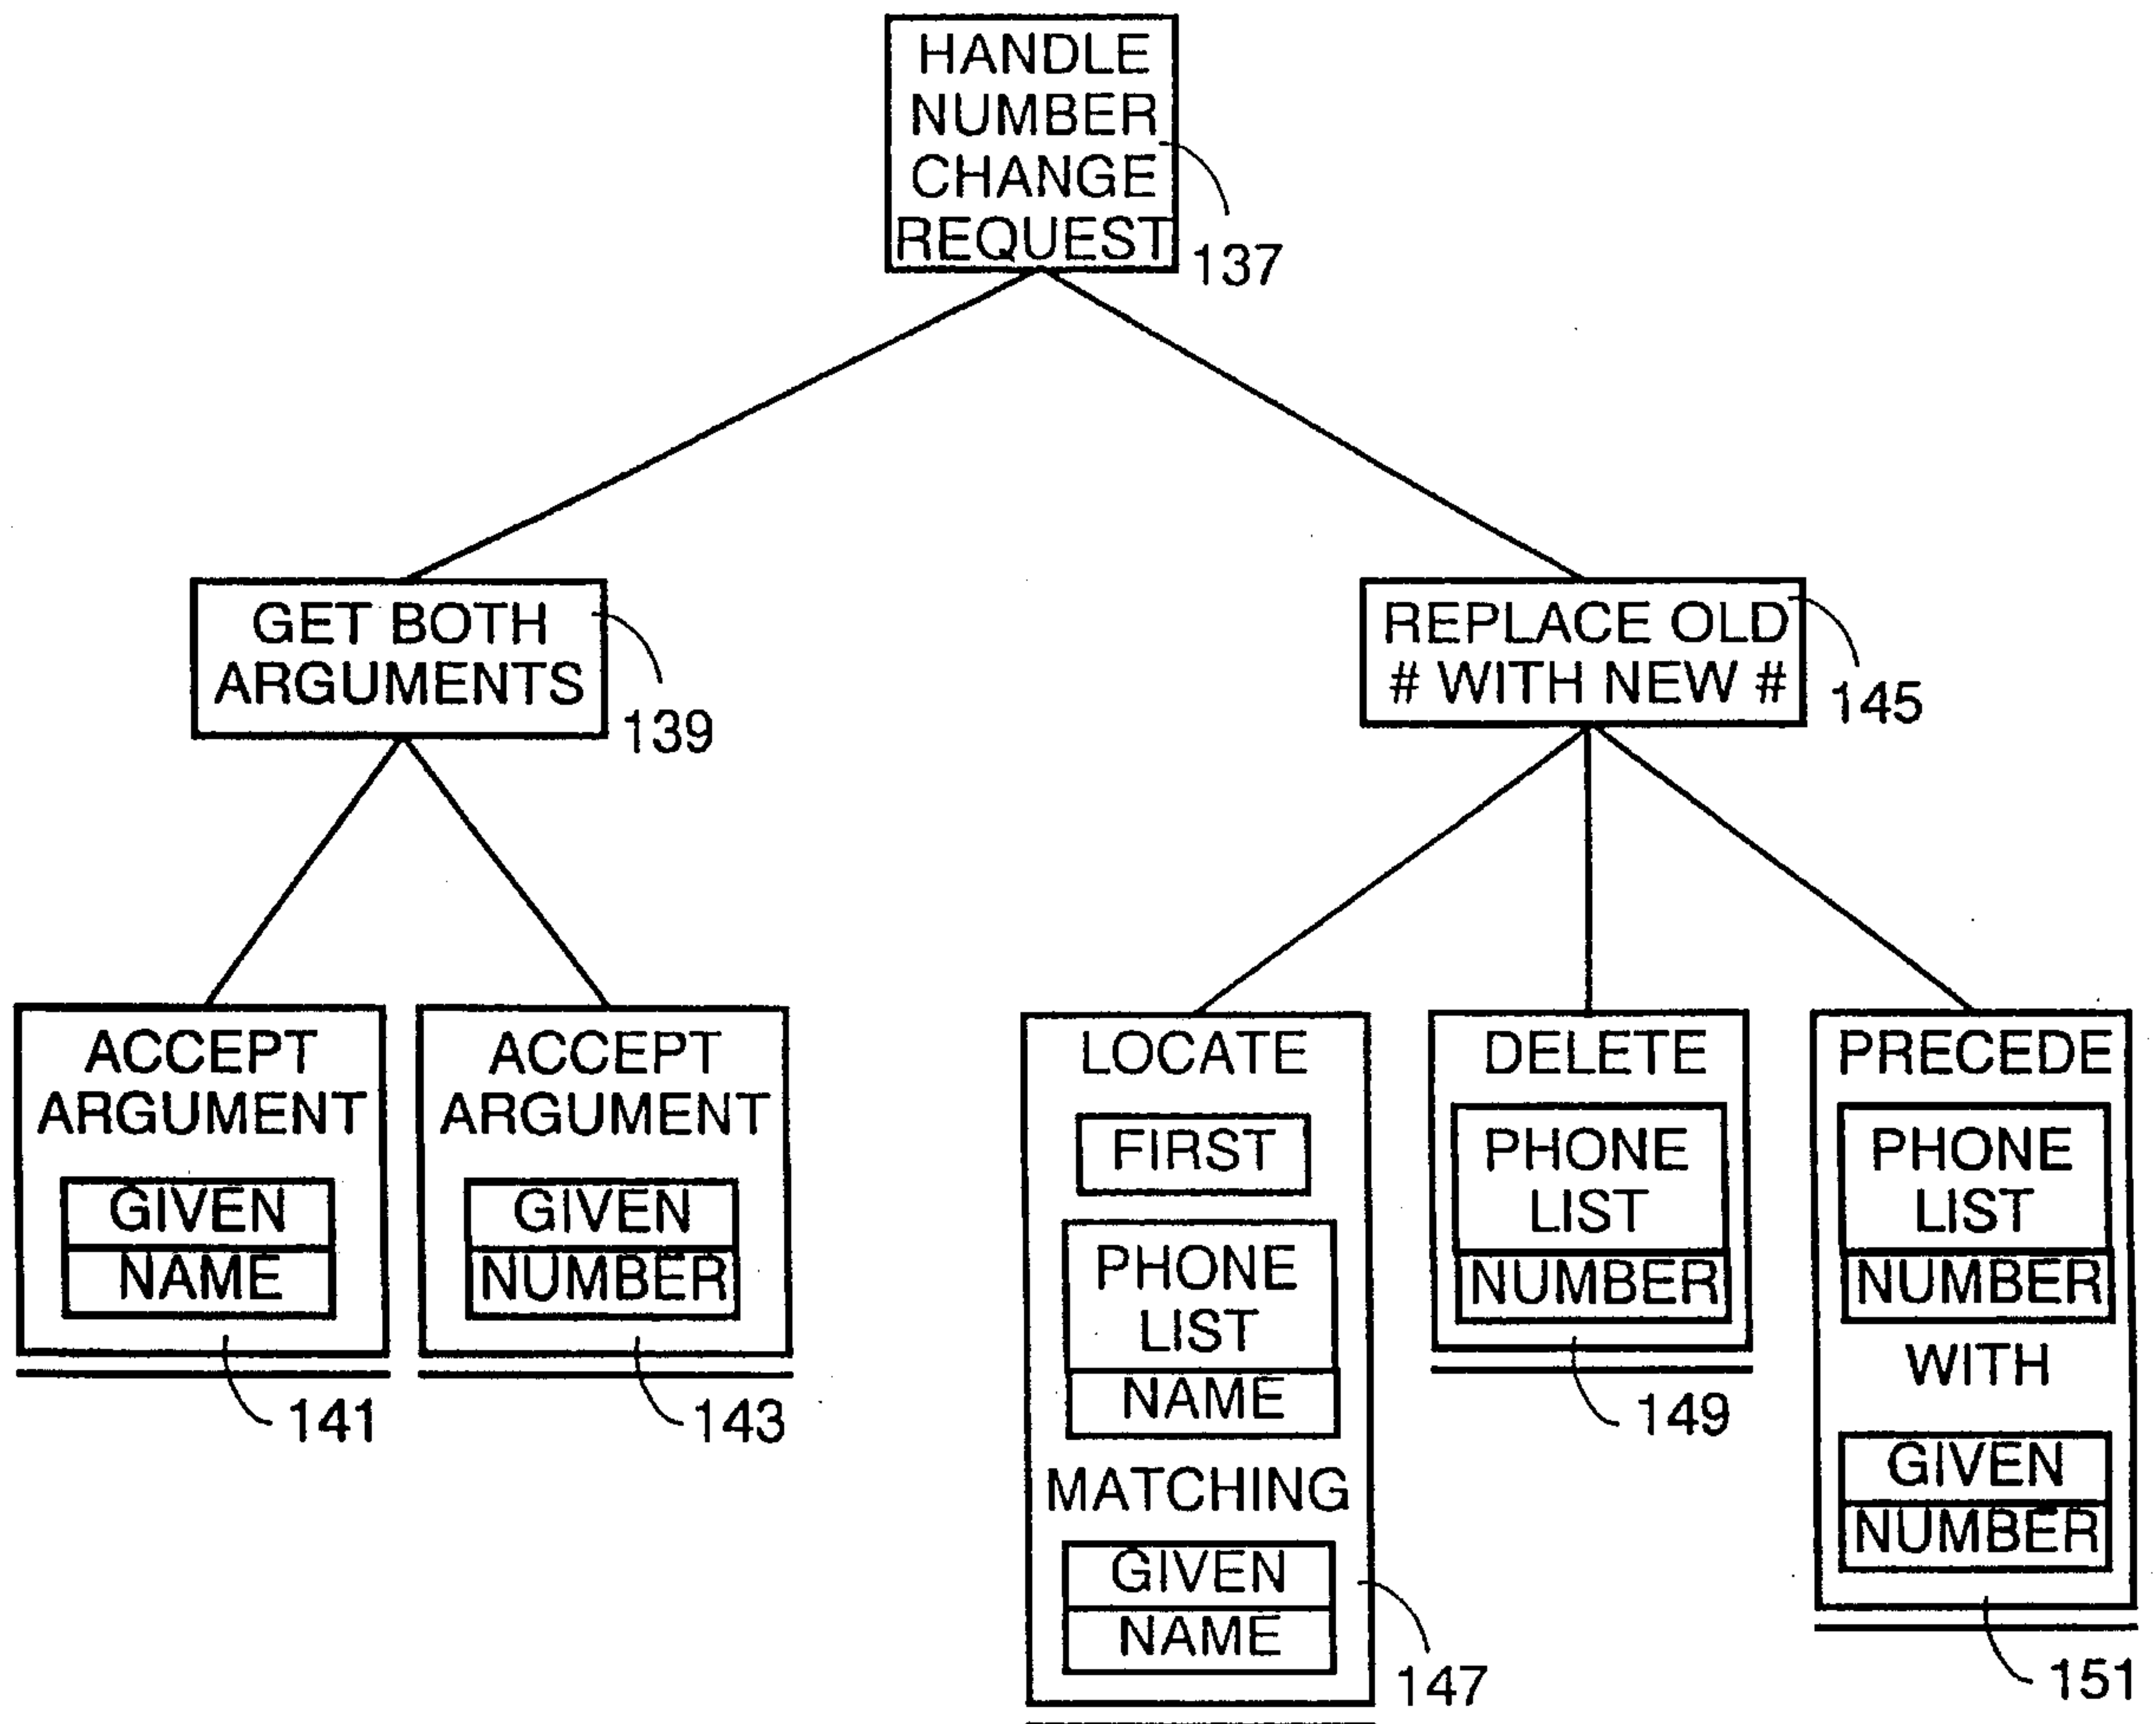 HANDLE
NUMBER
CHANGE
REQUEST
137
GET BOTH
ARGUMENTS
139
REPLACE OLD
# WITH NEW #
145
ACCEPT
ARGUMENT
GIVEN
NAME
141
ACCEPT
ARGUMENT
GIVEN
NUMBER
143
LOCATE
FIRST
PHONE
LIST
NAME
MATCHING
GIVEN
NAME
147
DELETE
PHONE
LIST
NUMBER
149
PRECEDE
PHONE
LIST
NUMBER
WITH
GIVEN
NUMBER
151